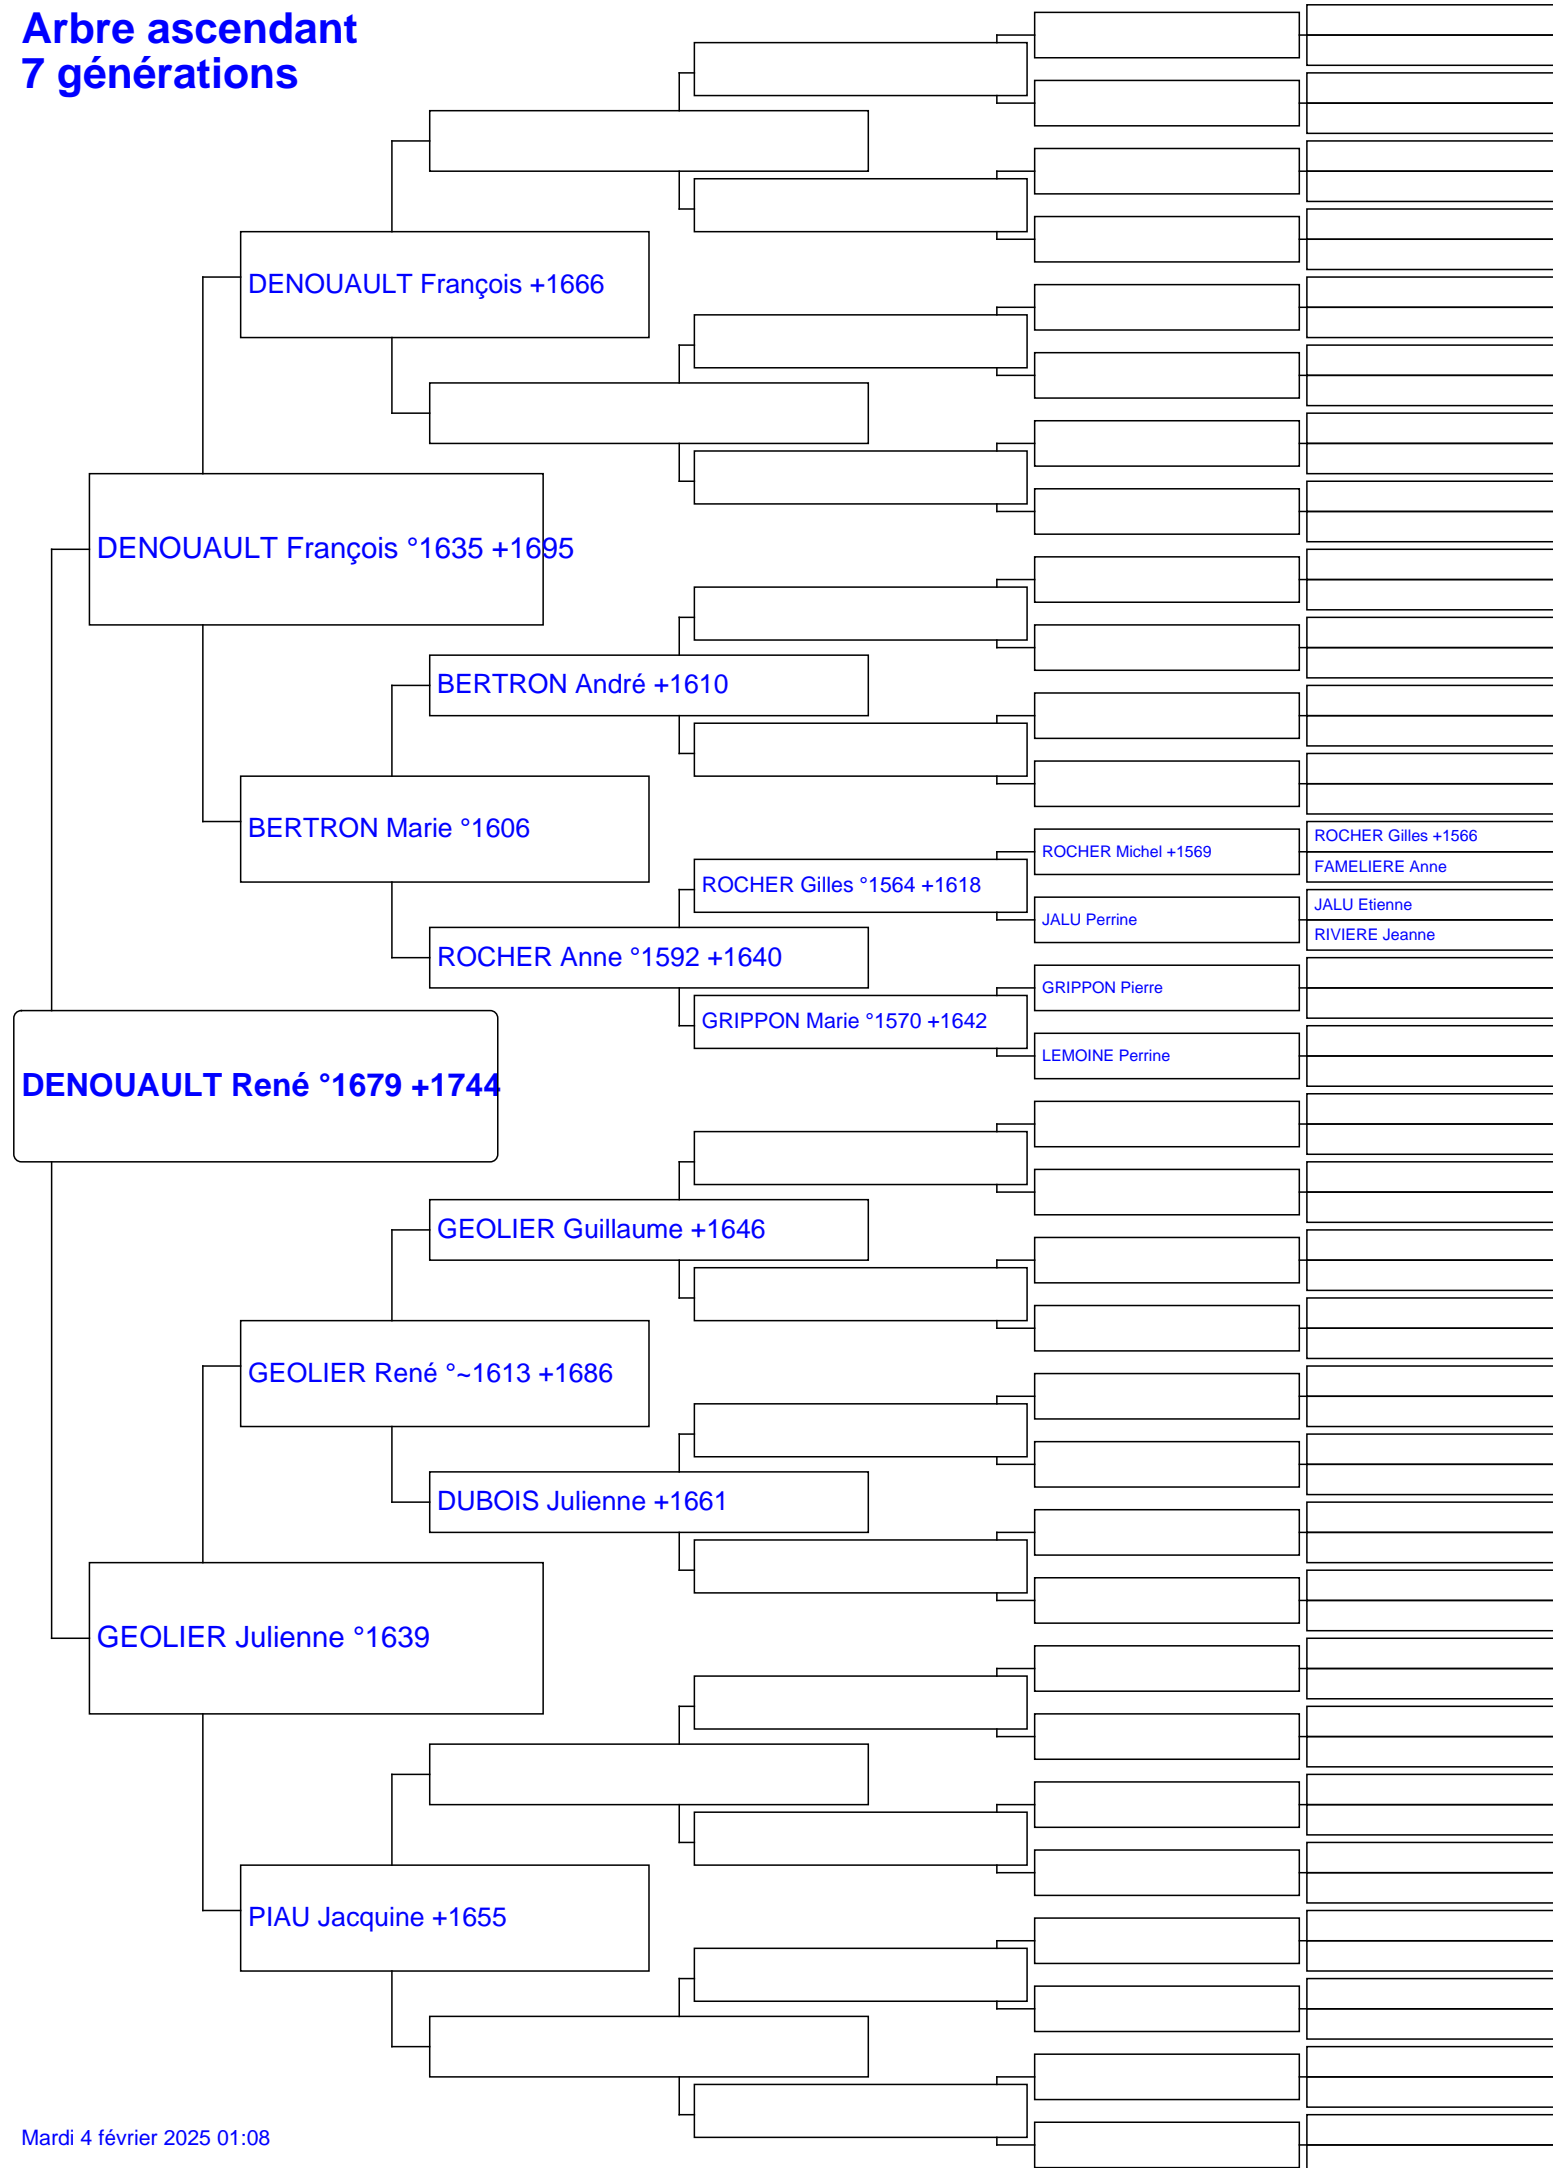 Arbre ascendant
7 générations
DENOUAULT François +1666
DENOUAULT François °1635 +1695
BERTRON André +1610
BERTRON Marie °1606
ROCHER Gilles +1566
ROCHER Michel +1569
FAMELIERE Anne
ROCHER Gilles °1564 +1618
JALU Etienne
JALU Perrine
RIVIERE Jeanne
ROCHER Anne °1592 +1640
GRIPPON Pierre
GRIPPON Marie °1570 +1642
LEMOINE Perrine
DENOUAULT René °1679 +1744
GEOLIER Guillaume +1646
GEOLIER René °~1613 +1686
DUBOIS Julienne +1661
GEOLIER Julienne °1639
PIAU Jacquine +1655
Mardi 4 février 2025 01:08